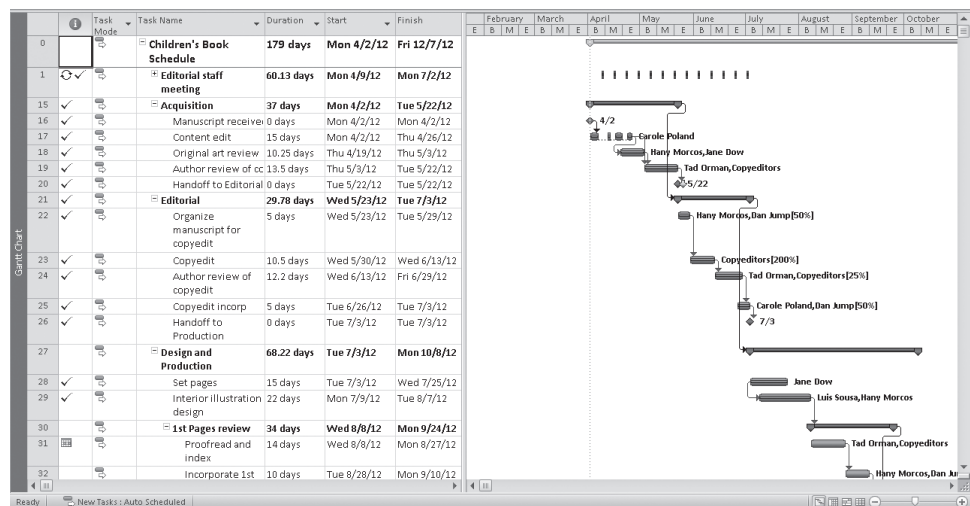 Task Mode Task Name Duration Start Finish February March April May June July August September October
E B M E B M E B M E B M E B M E B M E B M E B M E B M E
0 Children's Book Schedule 179 days Mon 4/2/12 Fri 12/7/12
1 Editorial staff meeting 60.13 days Mon 4/9/12 Mon 7/2/12
15 Acquisition 37 days Mon 4/2/12 Tue 5/22/12
16 Manuscript receive 0 days Mon 4/2/12 Mon 4/2/12 4/2
17 Content edit 15 days Mon 4/2/12 Thu 4/26/12 Carole Poland
18 Original art review 10.25 days Thu 4/19/12 Thu 5/3/12 Hany Morcos,Jane Dow
19 Author review of cc 13.5 days Thu 5/3/12 Tue 5/22/12 Tad Orman,Copyeditors
20 Handoff to Editorial 0 days Tue 5/22/12 Tue 5/22/12 5/22
21 Editorial 29.78 days Wed 5/23/12 Tue 7/3/12
22 Organize manuscript for copyedit 5 days Wed 5/23/12 Tue 5/29/12 Hany Morcos,Dan Jump[50%]
Gantt Chart
23 Copyedit 10.5 days Wed 5/30/12 Wed 6/13/12 Copyeditors[200%]
24 Author review of copyedit 12.2 days Wed 6/13/12 Fri 6/29/12 Tad Orman,Copyeditors[25%]
25 Copyedit incorp 5 days Tue 6/26/12 Tue 7/3/12 Carole Poland,Dan Jump[50%]
26 Handoff to Production 0 days Tue 7/3/12 Tue 7/3/12 7/3
27 Design and Production 68.22 days Tue 7/3/12 Mon 10/8/12
28 Set pages 15 days Tue 7/3/12 Wed 7/25/12 Jane Dow
29 Interior illustration design 22 days Mon 7/9/12 Tue 8/7/12 Luis Sousa,Hany Morcos
30 1st Pages review 34 days Wed 8/8/12 Mon 9/24/12
31 Proofread and index 14 days Wed 8/8/12 Mon 8/27/12 Tad Orman,Copyeditors
32 Incorporate 1st 10 days Tue 8/28/12 Mon 9/10/12 Hany Morcos,Dan Ju
Ready New Tasks : Auto Scheduled